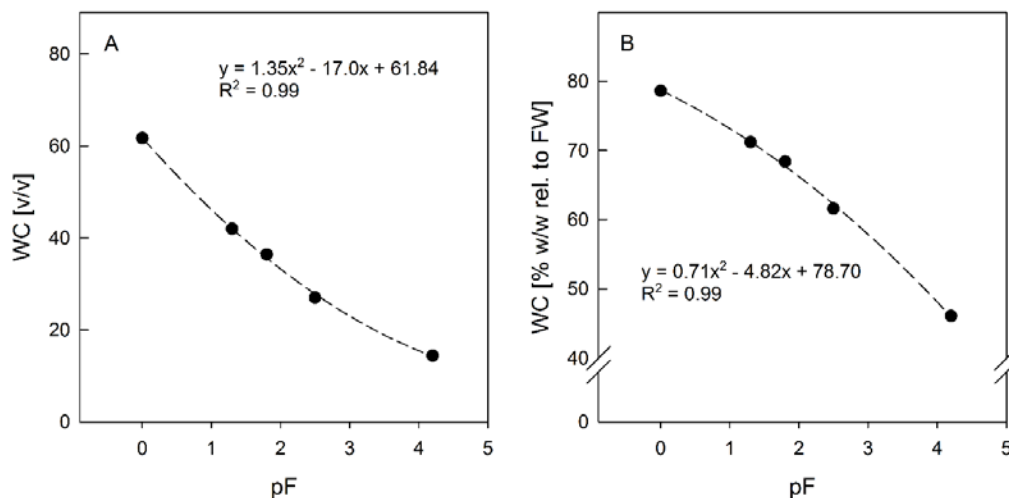 A
y = 1.35x² - 17.0x + 61.84
R² = 0.99
WC [v/v]
80
60
40
20
0
0 1 2 3 4 5
pF
B
y = 0.71x² - 4.82x + 78.70
R² = 0.99
WC [% w/w rel. to FW]
80
70
60
50
40
0
0 1 2 3 4 5
pF